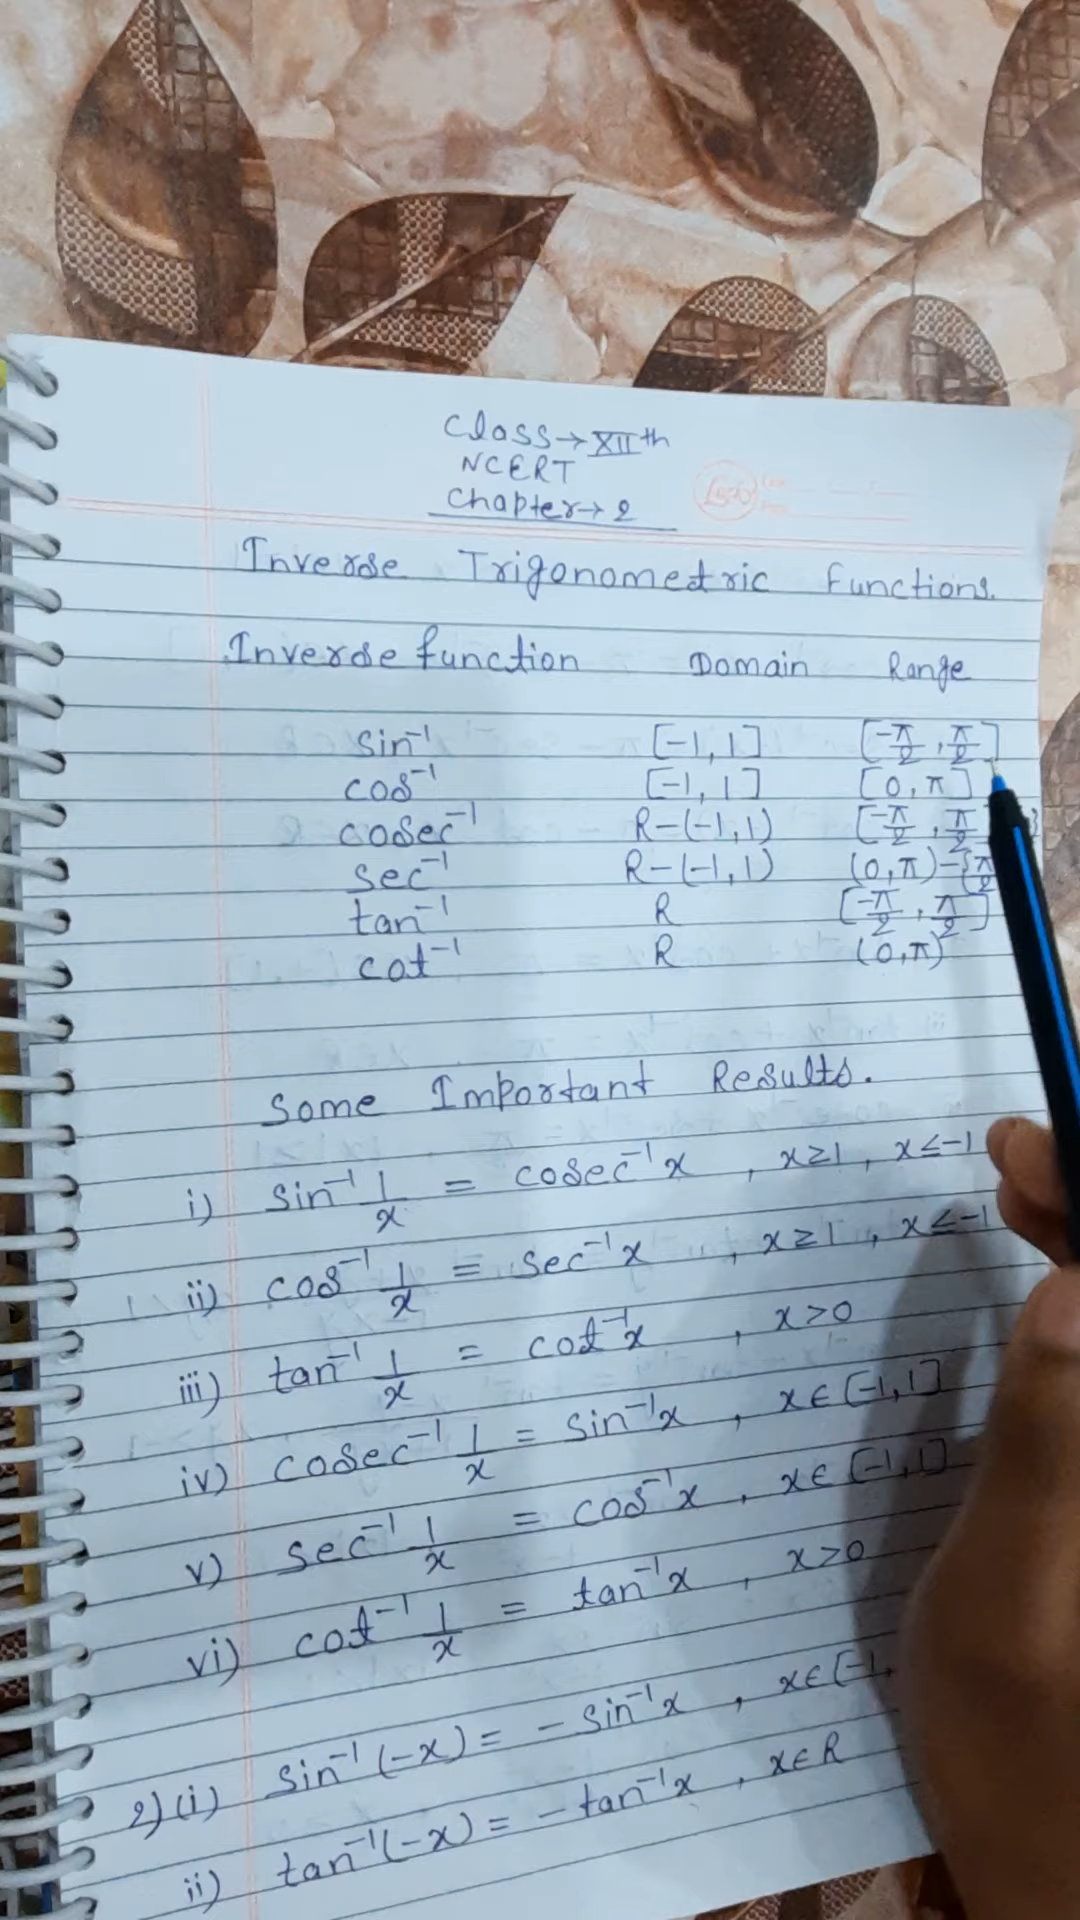 Class→XIIth
NCERT
Chapter→2
Inverse Trigonometric Functions.
Inverse function Domain Range
sin⁻¹ [-1,1] [-π/2, π/2]
cos⁻¹ [-1,1] [0,π]
cosec⁻¹ R-(-1,1) [-π/2, π/2
sec⁻¹ R-(-1,1) (0,π)-{π/2
tan⁻¹ R [-π/2, π/2]
cot⁻¹ R (0,π)
Some Important Results.
i) sin⁻¹ 1/x = cosec⁻¹x , x≥1, x≤-1
ii) cos⁻¹ 1/x = sec⁻¹x , x≥1, x≤-1
iii) tan⁻¹ 1/x = cot⁻¹x , x>0
iv) cosec⁻¹ 1/x = sin⁻¹x , x∈[-1,1]
v) sec⁻¹ 1/x = cos⁻¹x , x∈[-1,1]
vi) cot⁻¹ 1/x = tan⁻¹x , x>0
2)(i) sin⁻¹(-x) = -sin⁻¹x , x∈[-1,
ii) tan⁻¹(-x) = -tan⁻¹x , x∈R